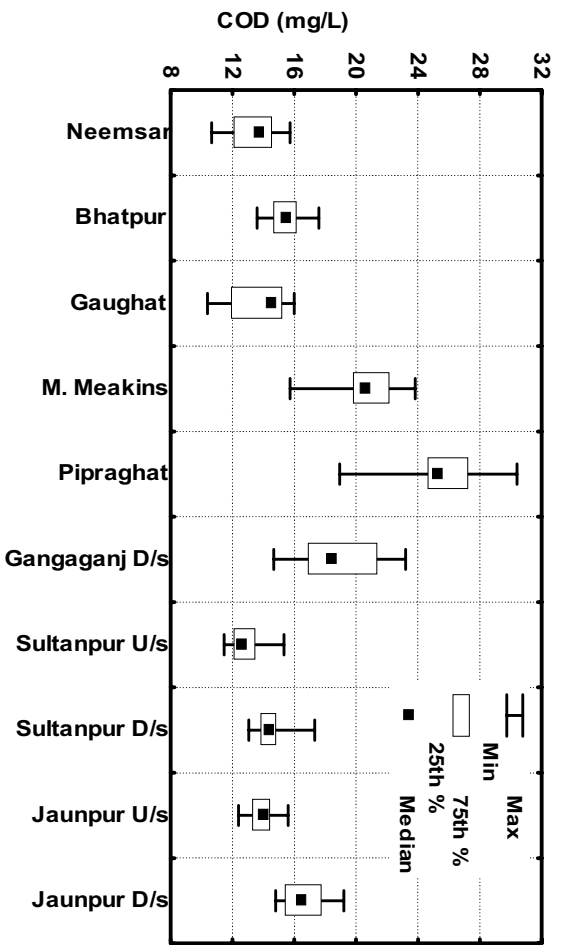 COD (mg/L)
8 12 16 20 24 28 32
Neemsar
Bhatpur
Gaughat
M. Meakins
Pipraghat
Gangaganj D/s
Sultanpur U/s
Sultanpur D/s
Jaunpur U/s
Jaunpur D/s
Min Max
25th % 75th %
Median